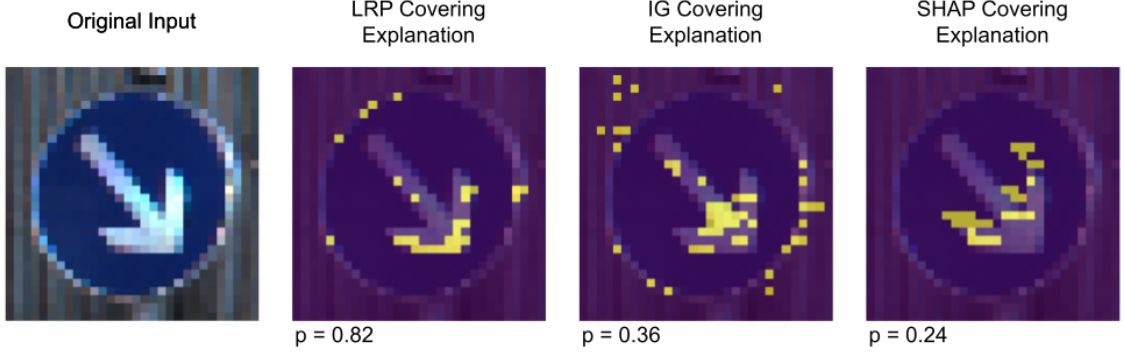 Original Input
LRP Covering
Explanation
IG Covering
Explanation
SHAP Covering
Explanation
p = 0.82
p = 0.36
p = 0.24